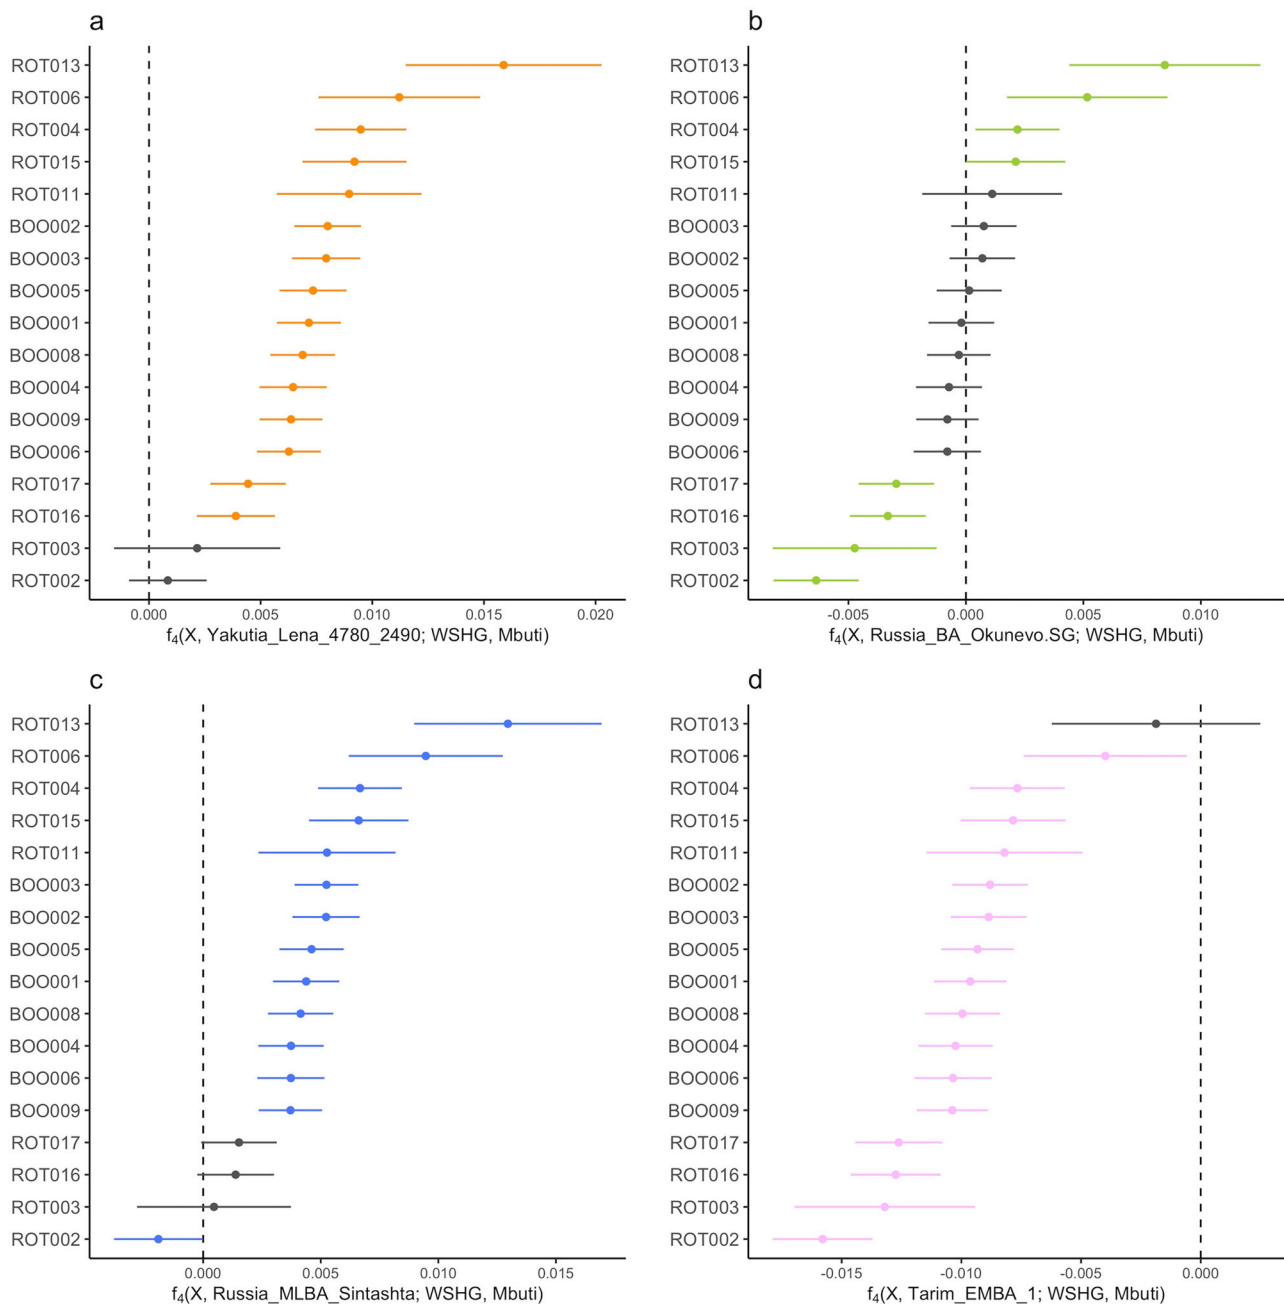 a
ROT013
ROT006
ROT004
ROT015
ROT011
BOO002
BOO003
BOO005
BOO001
BOO008
BOO004
BOO009
BOO006
ROT017
ROT016
ROT003
ROT002
0.000 0.005 0.010 0.015 0.020
f₄(X, Yakutia_Lena_4780_2490; WSHG, Mbuti)
b
ROT013
ROT006
ROT004
ROT015
ROT011
BOO003
BOO002
BOO005
BOO001
BOO008
BOO004
BOO009
BOO006
ROT017
ROT016
ROT003
ROT002
-0.005 0.000 0.005 0.010
f₄(X, Russia_BA_Okunevo.SG; WSHG, Mbuti)
c
ROT013
ROT006
ROT004
ROT015
ROT011
BOO003
BOO002
BOO005
BOO001
BOO008
BOO004
BOO006
BOO009
ROT017
ROT016
ROT003
ROT002
0.000 0.005 0.010 0.015
f₄(X, Russia_MLBA_Sintashta; WSHG, Mbuti)
d
ROT013
ROT006
ROT004
ROT015
ROT011
BOO002
BOO003
BOO005
BOO001
BOO008
BOO004
BOO006
BOO009
ROT017
ROT016
ROT003
ROT002
-0.015 -0.010 -0.005 0.000
f₄(X, Tarim_EMBA_1; WSHG, Mbuti)